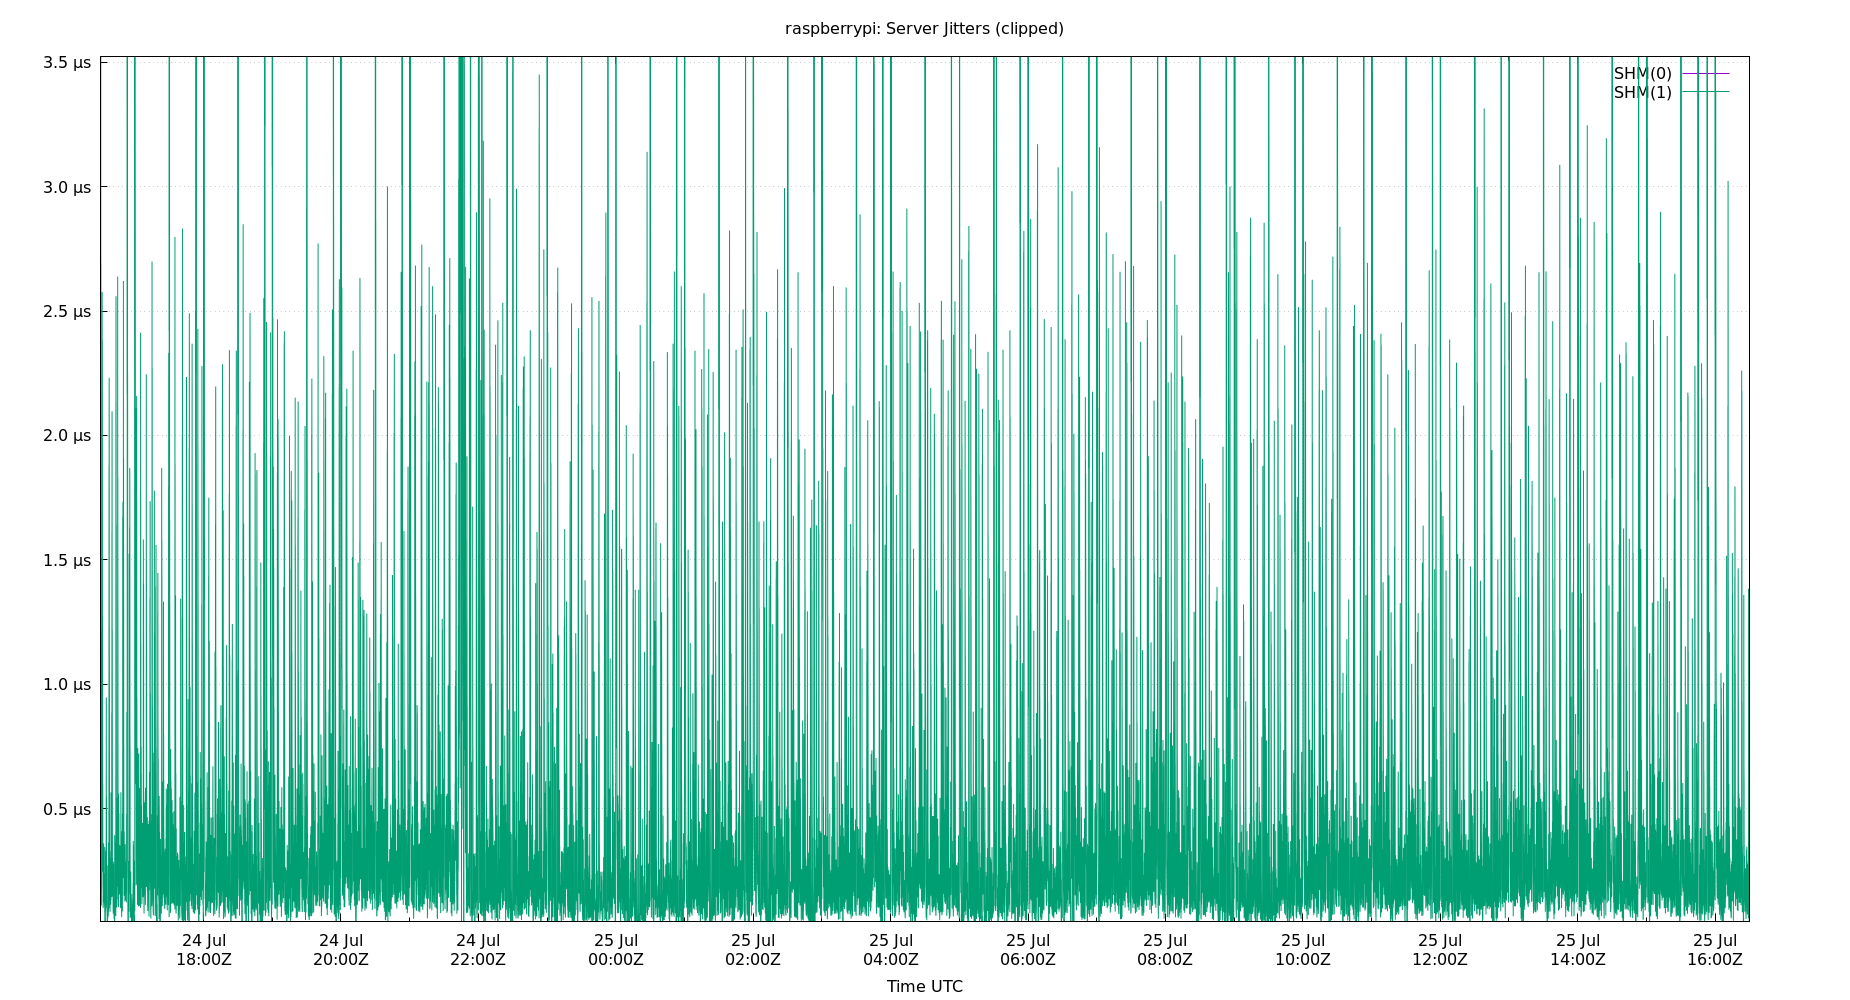 raspberrypi: Server Jitters (clipped)
3.5 µs
3.0 µs
2.5 µs
2.0 µs
1.5 µs
1.0 µs
0.5 µs
SHM(0)
SHM(1)
24 Jul
18:00Z
24 Jul
20:00Z
24 Jul
22:00Z
25 Jul
00:00Z
25 Jul
02:00Z
25 Jul
04:00Z
25 Jul
06:00Z
25 Jul
08:00Z
25 Jul
10:00Z
25 Jul
12:00Z
25 Jul
14:00Z
25 Jul
16:00Z
Time UTC